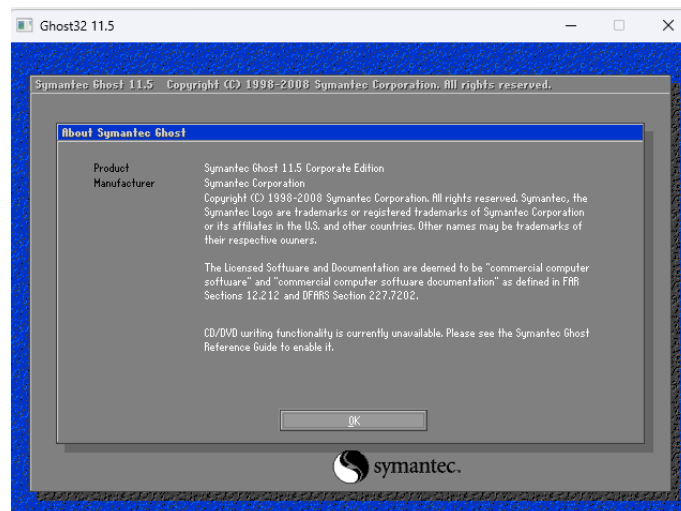 Ghost32 11.5
Symantec Ghost 11.5 Copyright (C) 1998-2008 Symantec Corporation. All rights reserved.
About Symantec Ghost
Product Symantec Ghost 11.5 Corporate Edition
Manufacturer Symantec Corporation
Copyright (C) 1998-2008 Symantec Corporation. All rights reserved. Symantec, the
Symantec Logo are trademarks or registered trademarks of Symantec Corporation
or its affiliates in the U.S. and other countries. Other names may be trademarks of
their respective owners.
The Licensed Software and Documentation are deemed to be "commercial computer
software" and "commercial computer software documentation" as defined in FAR
Sections 12.212 and DFARS Section 227.7202.
CD/DVD writing functionality is currently unavailable. Please see the Symantec Ghost
Reference Guide to enable it.
OK
symantec.